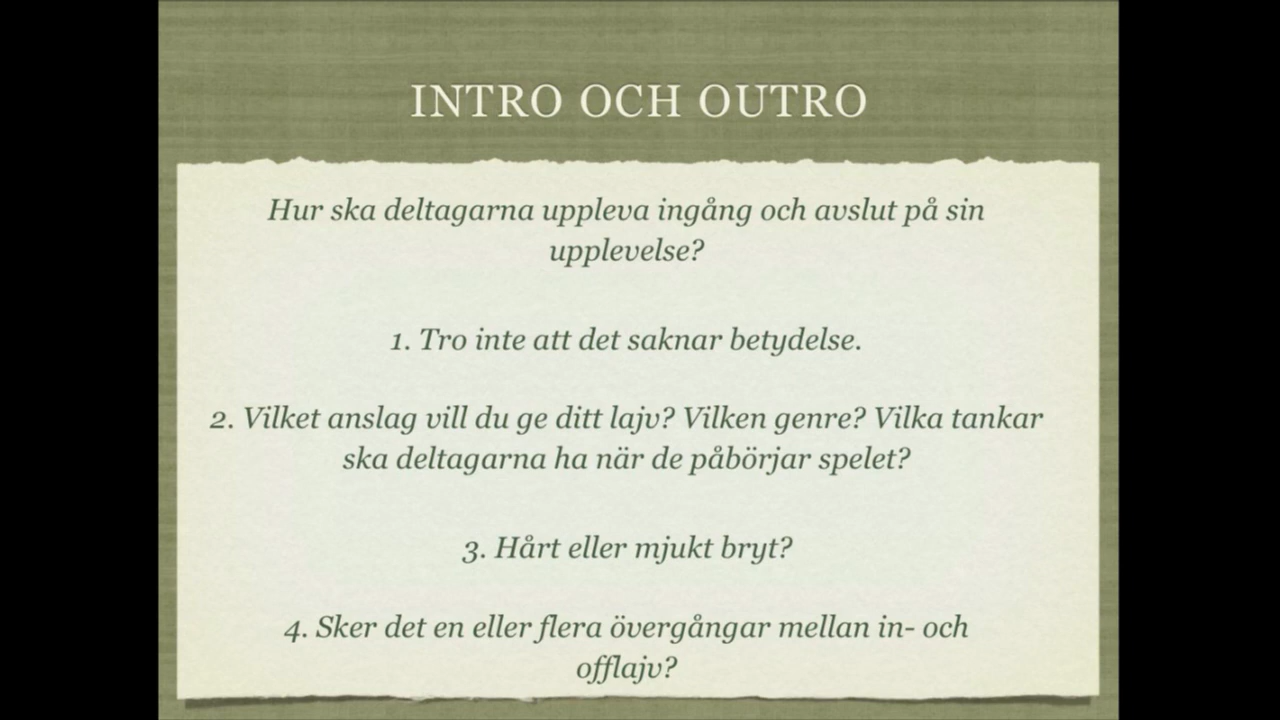 INTRO OCH OUTRO
Hur ska deltagarna uppleva ingång och avslut på sin
upplevelse?
1. Tro inte att det saknar betydelse.
2. Vilket anslag vill du ge ditt lajv? Vilken genre? Vilka tankar
ska deltagarna ha när de påbörjar spelet?
3. Hårt eller mjukt bryt?
4. Sker det en eller flera övergångar mellan in- och
offlajv?